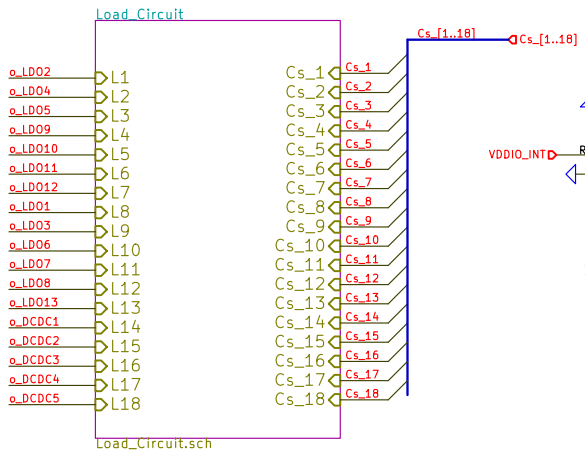 Load_Circuit
Cs_[1..18]
Cs_[1..18]
o_LDO2 L1 Cs_1 Cs_1
o_LDO4 L2 Cs_2 Cs_2
o_LDO5 L3 Cs_3 Cs_3
o_LDO9 L4 Cs_4 Cs_4
o_LDO10 L5 Cs_5 Cs_5
o_LDO11 L6 Cs_6 Cs_6
o_LDO12 L7 Cs_7 Cs_7
o_LDO1 L8 Cs_8 Cs_8
o_LDO3 L9 Cs_9 Cs_9
o_LDO6 L10 Cs_10 Cs_10
o_LDO7 L11 Cs_11 Cs_11
o_LDO8 L12 Cs_12 Cs_12
o_LDO13 L13 Cs_13 Cs_13
o_DCDC1 L14 Cs_14 Cs_14
o_DCDC2 L15 Cs_15 Cs_15
o_DCDC3 L16 Cs_16 Cs_16
o_DCDC4 L17 Cs_17 Cs_17
o_DCDC5 L18 Cs_18 Cs_18
VDDIO_INT R
Load_Circuit.sch